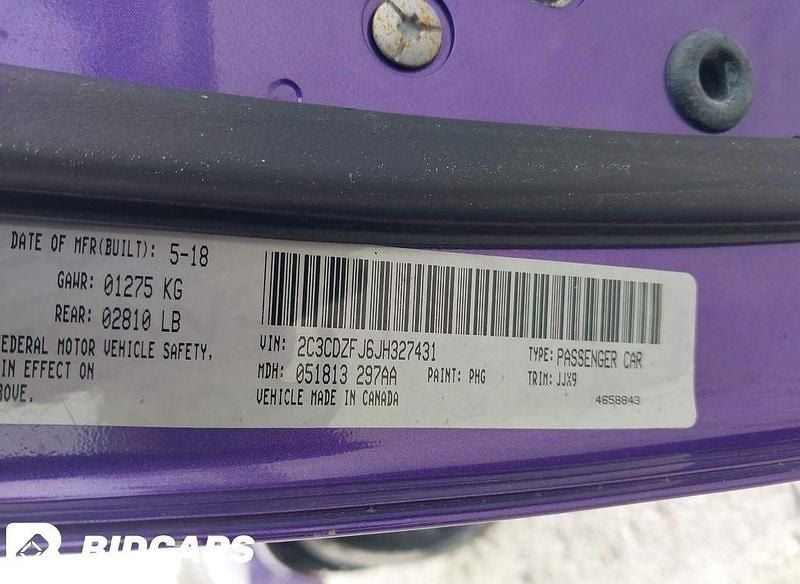 DATE OF MFR(BUILT): 5-18
GAWR: 01275 KG
REAR: 02810 LB
FEDERAL MOTOR VEHICLE SAFETY,
IN EFFECT ON
BOVE.
VIN: 2C3CDZFJ6JH327431
TYPE: PASSENGER CAR
MDH: 051813 297AA
PAINT: PHG
TRIM: JJX9
VEHICLE MADE IN CANADA
4658843
BIDCARS